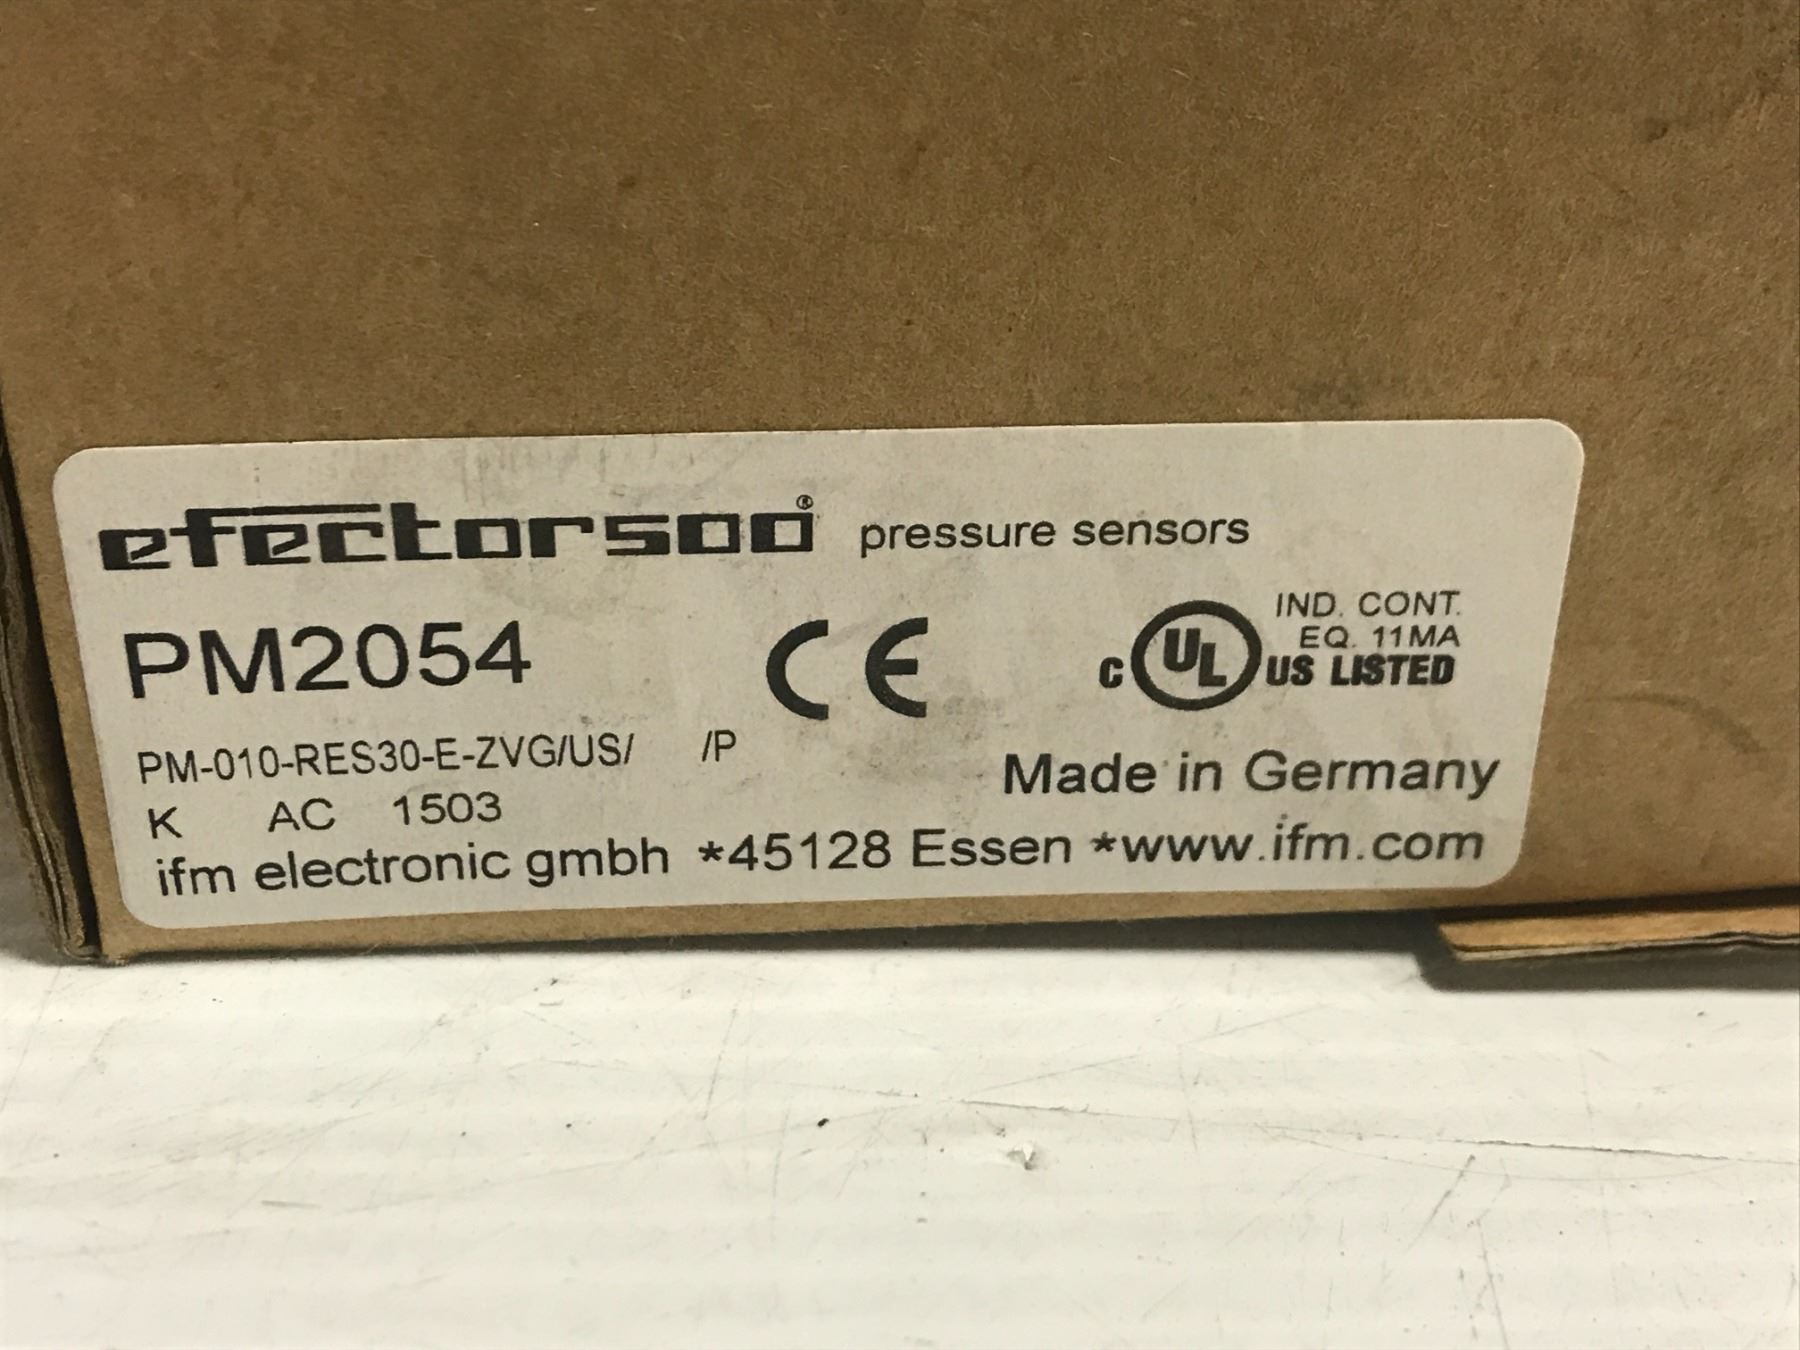 efector500® pressure sensors
PM2054
CE
IND. CONT.
EQ. 11MA
C UL US LISTED
PM-010-RES30-E-ZVG/US/ /P
Made in Germany
K AC 1503
ifm electronic gmbh *45128 Essen *www.ifm.com